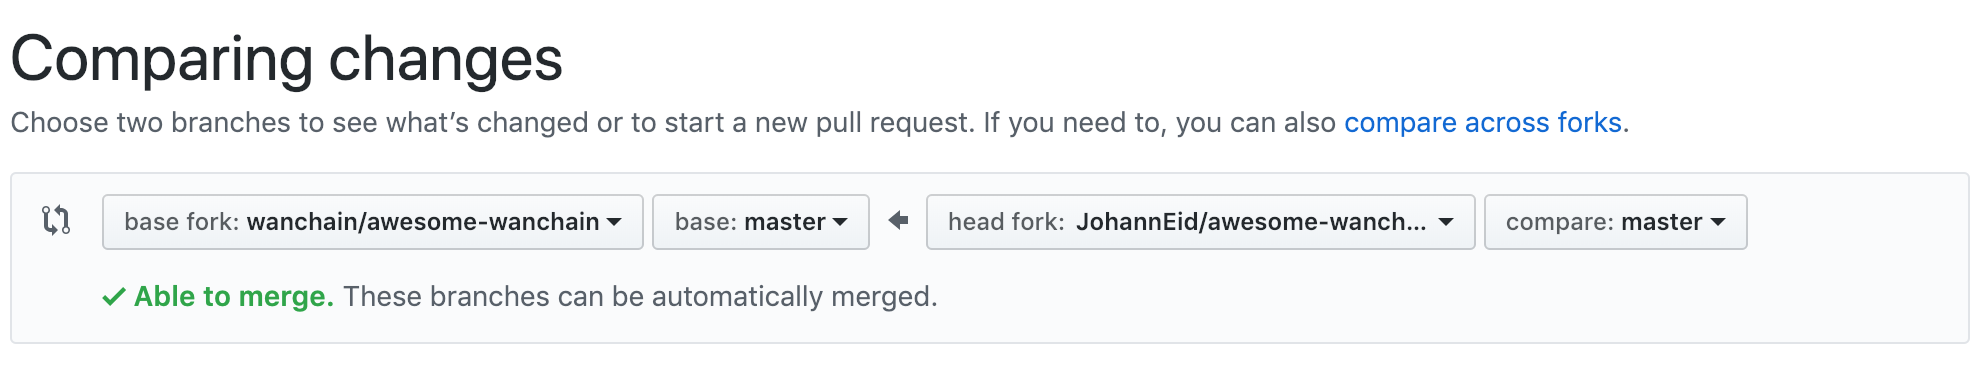 Comparing changes
Choose two branches to see what’s changed or to start a new pull request. If you need to, you can also compare across forks.
base fork: wanchain/awesome-wanchain base: master head fork: JohannEid/awesome-wanch... compare: master
Able to merge. These branches can be automatically merged.